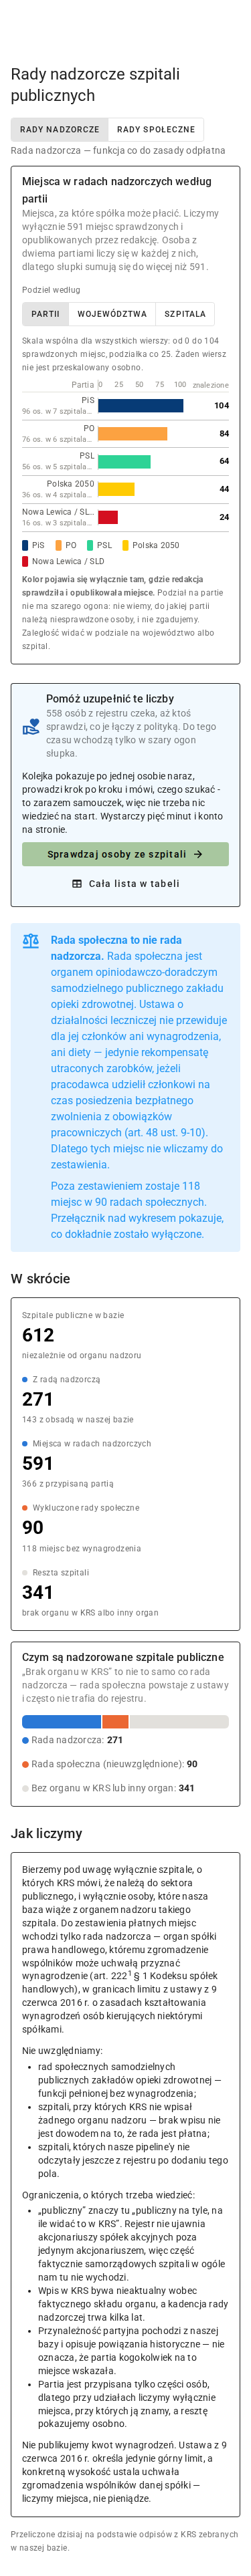 Rady nadzorcze szpitali
publicznych
RADY NADZORCZE
RADY SPOŁECZNE
Rada nadzorcza — funkcja co do zasady odpłatna
Miejsca w radach nadzorczych według
partii
Miejsca, za które spółka może płacić. Liczymy
wyłącznie 591 miejsc sprawdzonych i
opublikowanych przez redakcję. Osoba z
dwiema partiami liczy się w każdej z nich,
dlatego słupki sumują się do więcej niż 591.
Podziel według
PARTII
WOJEWÓDZTWA
SZPITALA
Skala wspólna dla wszystkich wierszy: od 0 do 104
sprawdzonych miejsc, podziałka co 25. Żaden wiersz
nie jest przeskalowany osobno.
Partia 0 25 50 75 100 znalezione
PiS 104
96 os. w 7 szpitala…
PO 84
76 os. w 6 szpitala…
PSL 64
56 os. w 5 szpitala…
Polska 2050 44
36 os. w 4 szpitala…
Nowa Lewica / SL… 24
16 os. w 3 szpitala…
PiS PO PSL Polska 2050
Nowa Lewica / SLD
Kolor pojawia się wyłącznie tam, gdzie redakcja
sprawdziła i opublikowała miejsce. Podział na partie
nie ma szarego ogona: nie wiemy, do jakiej partii
należą niesprawdzone osoby, i nie zgadujemy.
Zaległość widać w podziale na województwo albo
szpital.
Pomóż uzupełnić te liczby
558 osób z rejestru czeka, aż ktoś
sprawdzi, co je łączy z polityką. Do tego
czasu wchodzą tylko w szary ogon
słupka.
Kolejka pokazuje po jednej osobie naraz,
prowadzi krok po kroku i mówi, czego szukać -
to zarazem samouczek, więc nie trzeba nic
wiedzieć na start. Wystarczy pięć minut i konto
na stronie.
Sprawdzaj osoby ze szpitali →
Cała lista w tabeli
Rada społeczna to nie rada
nadzorcza. Rada społeczna jest
organem opiniodawczo-doradczym
samodzielnego publicznego zakładu
opieki zdrowotnej. Ustawa o
działalności leczniczej nie przewiduje
dla jej członków ani wynagrodzenia,
ani diety — jedynie rekompensatę
utraconych zarobków, jeżeli
pracodawca udzielił członkowi na
czas posiedzenia bezpłatnego
zwolnienia z obowiązków
pracowniczych (art. 48 ust. 9-10).
Dlatego tych miejsc nie wliczamy do
zestawienia.
Poza zestawieniem zostaje 118
miejsc w 90 radach społecznych.
Przełącznik nad wykresem pokazuje,
co dokładnie zostało wyłączone.
W skrócie
Szpitale publiczne w bazie
612
niezależnie od organu nadzoru
Z radą nadzorczą
271
143 z obsadą w naszej bazie
Miejsca w radach nadzorczych
591
366 z przypisaną partią
Wykluczone rady społeczne
90
118 miejsc bez wynagrodzenia
Reszta szpitali
341
brak organu w KRS albo inny organ
Czym są nadzorowane szpitale publiczne
„Brak organu w KRS” to nie to samo co rada
nadzorcza — rada społeczna powstaje z ustawy
i często nie trafia do rejestru.
Rada nadzorcza: 271
Rada społeczna (nieuwzględnione): 90
Bez organu w KRS lub inny organ: 341
Jak liczymy
Bierzemy pod uwagę wyłącznie szpitale, o
których KRS mówi, że należą do sektora
publicznego, i wyłącznie osoby, które nasza
baza wiąże z organem nadzoru takiego
szpitala. Do zestawienia płatnych miejsc
wchodzi tylko rada nadzorcza — organ spółki
prawa handlowego, któremu zgromadzenie
wspólników może uchwałą przyznać
wynagrodzenie (art. 222¹ § 1 Kodeksu spółek
handlowych), w granicach limitu z ustawy z 9
czerwca 2016 r. o zasadach kształtowania
wynagrodzeń osób kierujących niektórymi
spółkami.
Nie uwzględniamy:
• rad społecznych samodzielnych
publicznych zakładów opieki zdrowotnej —
funkcji pełnionej bez wynagrodzenia;
• szpitali, przy których KRS nie wpisał
żadnego organu nadzoru — brak wpisu nie
jest dowodem na to, że rada jest płatna;
• szpitali, których nasze pipeline'y nie
odczytały jeszcze z rejestru po dodaniu tego
pola.
Ograniczenia, o których trzeba wiedzieć:
• „publiczny” znaczy tu „publiczny na tyle, na
ile widać to w KRS”. Rejestr nie ujawnia
akcjonariuszy spółek akcyjnych poza
jedynym akcjonariuszem, więc część
faktycznie samorządowych szpitali w ogóle
nam tu nie wychodzi.
• Wpis w KRS bywa nieaktualny wobec
faktycznego składu organu, a kadencja rady
nadzorczej trwa kilka lat.
• Przynależność partyjna pochodzi z naszej
bazy i opisuje powiązania historyczne — nie
oznacza, że partia kogokolwiek na to
miejsce wskazała.
• Partia jest przypisana tylko części osób,
dlatego przy udziałach liczymy wyłącznie
miejsca, przy których ją znamy, a resztę
pokazujemy osobno.
Nie publikujemy kwot wynagrodzeń. Ustawa z 9
czerwca 2016 r. określa jedynie górny limit, a
konkretną wysokość ustala uchwała
zgromadzenia wspólników danej spółki —
liczymy miejsca, nie pieniądze.
Przeliczone dzisiaj na podstawie odpisów z KRS zebranych
w naszej bazie.